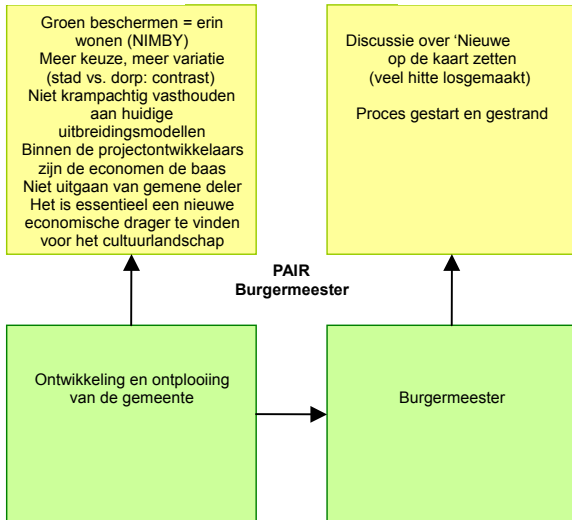 Groen beschermen = erin
wonen (NIMBY)
Meer keuze, meer variatie
(stad vs. dorp: contrast)
Niet krampachtig vasthouden
aan huidige
uitbreidingsmodellen
Binnen de projectontwikkelaars
zijn de economen de baas
Niet uitgaan van gemene deler
Het is essentieel een nieuwe
economische drager te vinden
voor het cultuurlandschap
Discussie over ‘Nieuwe
op de kaart zetten
(veel hitte losgemaakt)
Proces gestart en gestrand
PAIR
Burgermeester
Ontwikkeling en ontplooiing
van de gemeente
Burgermeester